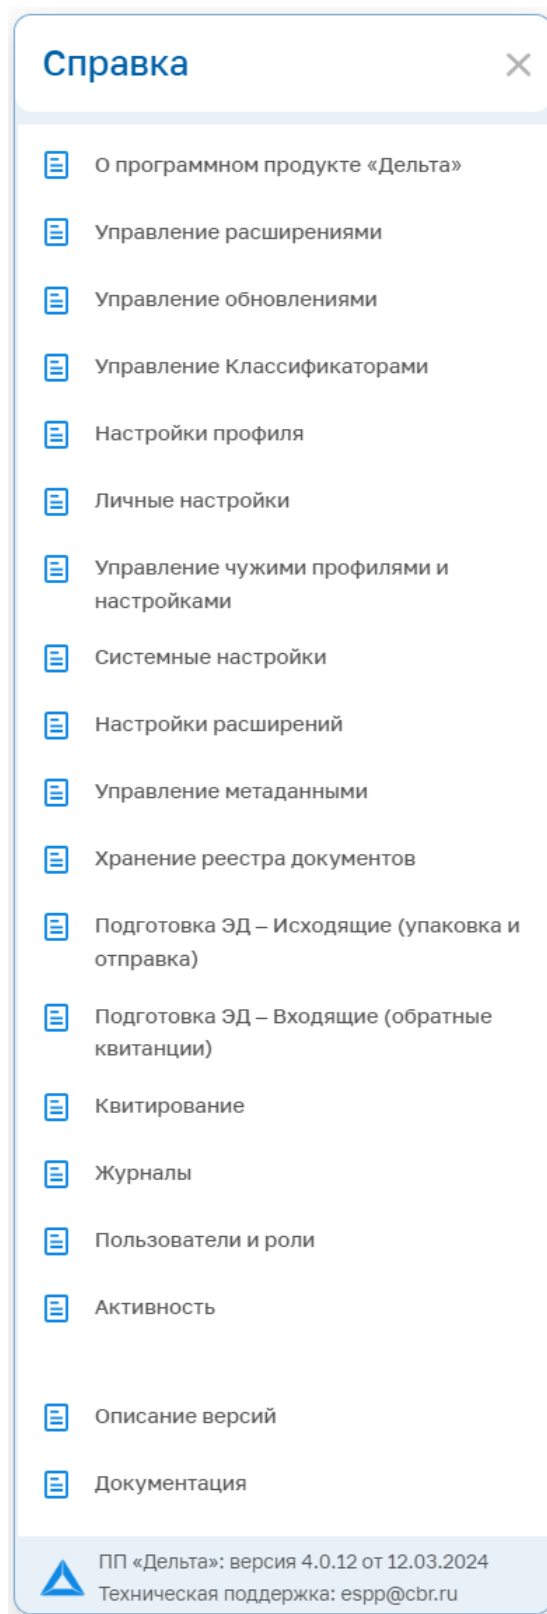 Справка
О программном продукте «Дельта»
Управление расширениями
Управление обновлениями
Управление Классификаторами
Настройки профиля
Личные настройки
Управление чужими профилями и
настройками
Системные настройки
Настройки расширений
Управление метаданными
Хранение реестра документов
Подготовка ЭД – Исходящие (упаковка и
отправка)
Подготовка ЭД – Входящие (обратные
квитанции)
Квитирование
Журналы
Пользователи и роли
Активность
Описание версий
Документация
ПП «Дельта»: версия 4.0.12 от 12.03.2024
Техническая поддержка: espp@cbr.ru